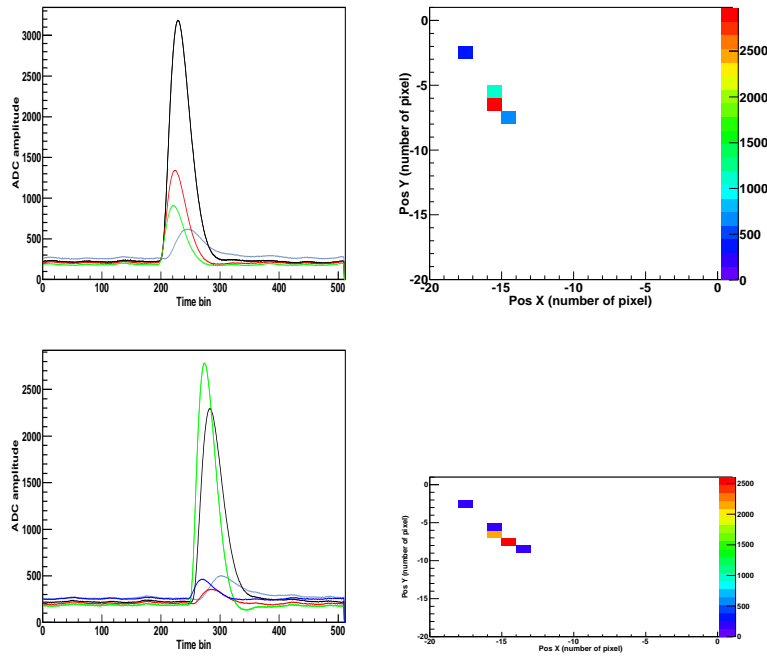 ADC amplitude
3000
2500
2000
1500
1000
500
0
0 100 200 300 400 500
Time bin
Pos Y (number of pixel)
0
-5
-10
-15
-20
-20 -15 -10 -5 0
Pos X (number of pixel)
2500
2000
1500
1000
500
0
ADC amplitude
2500
2000
1500
1000
500
0
0 100 200 300 400 500
Time bin
Pos Y (number of pixel)
0
-5
-10
-15
-20
-20 -15 -10 -5 0
Pos X (number of pixel)
2500
2000
1500
1000
500
0